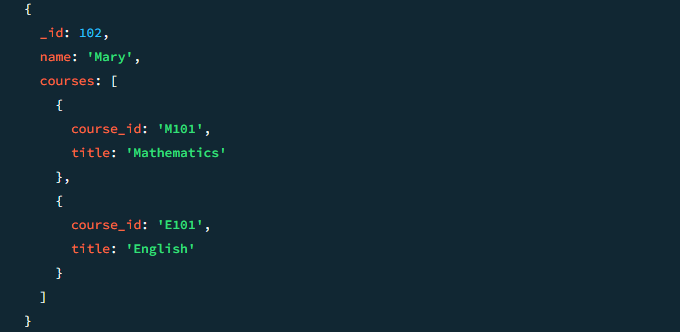 {
  _id: 102,
  name: 'Mary',
  courses: [
    {
      course_id: 'M101',
      title: 'Mathematics'
    },
    {
      course_id: 'E101',
      title: 'English'
    }
  ]
}